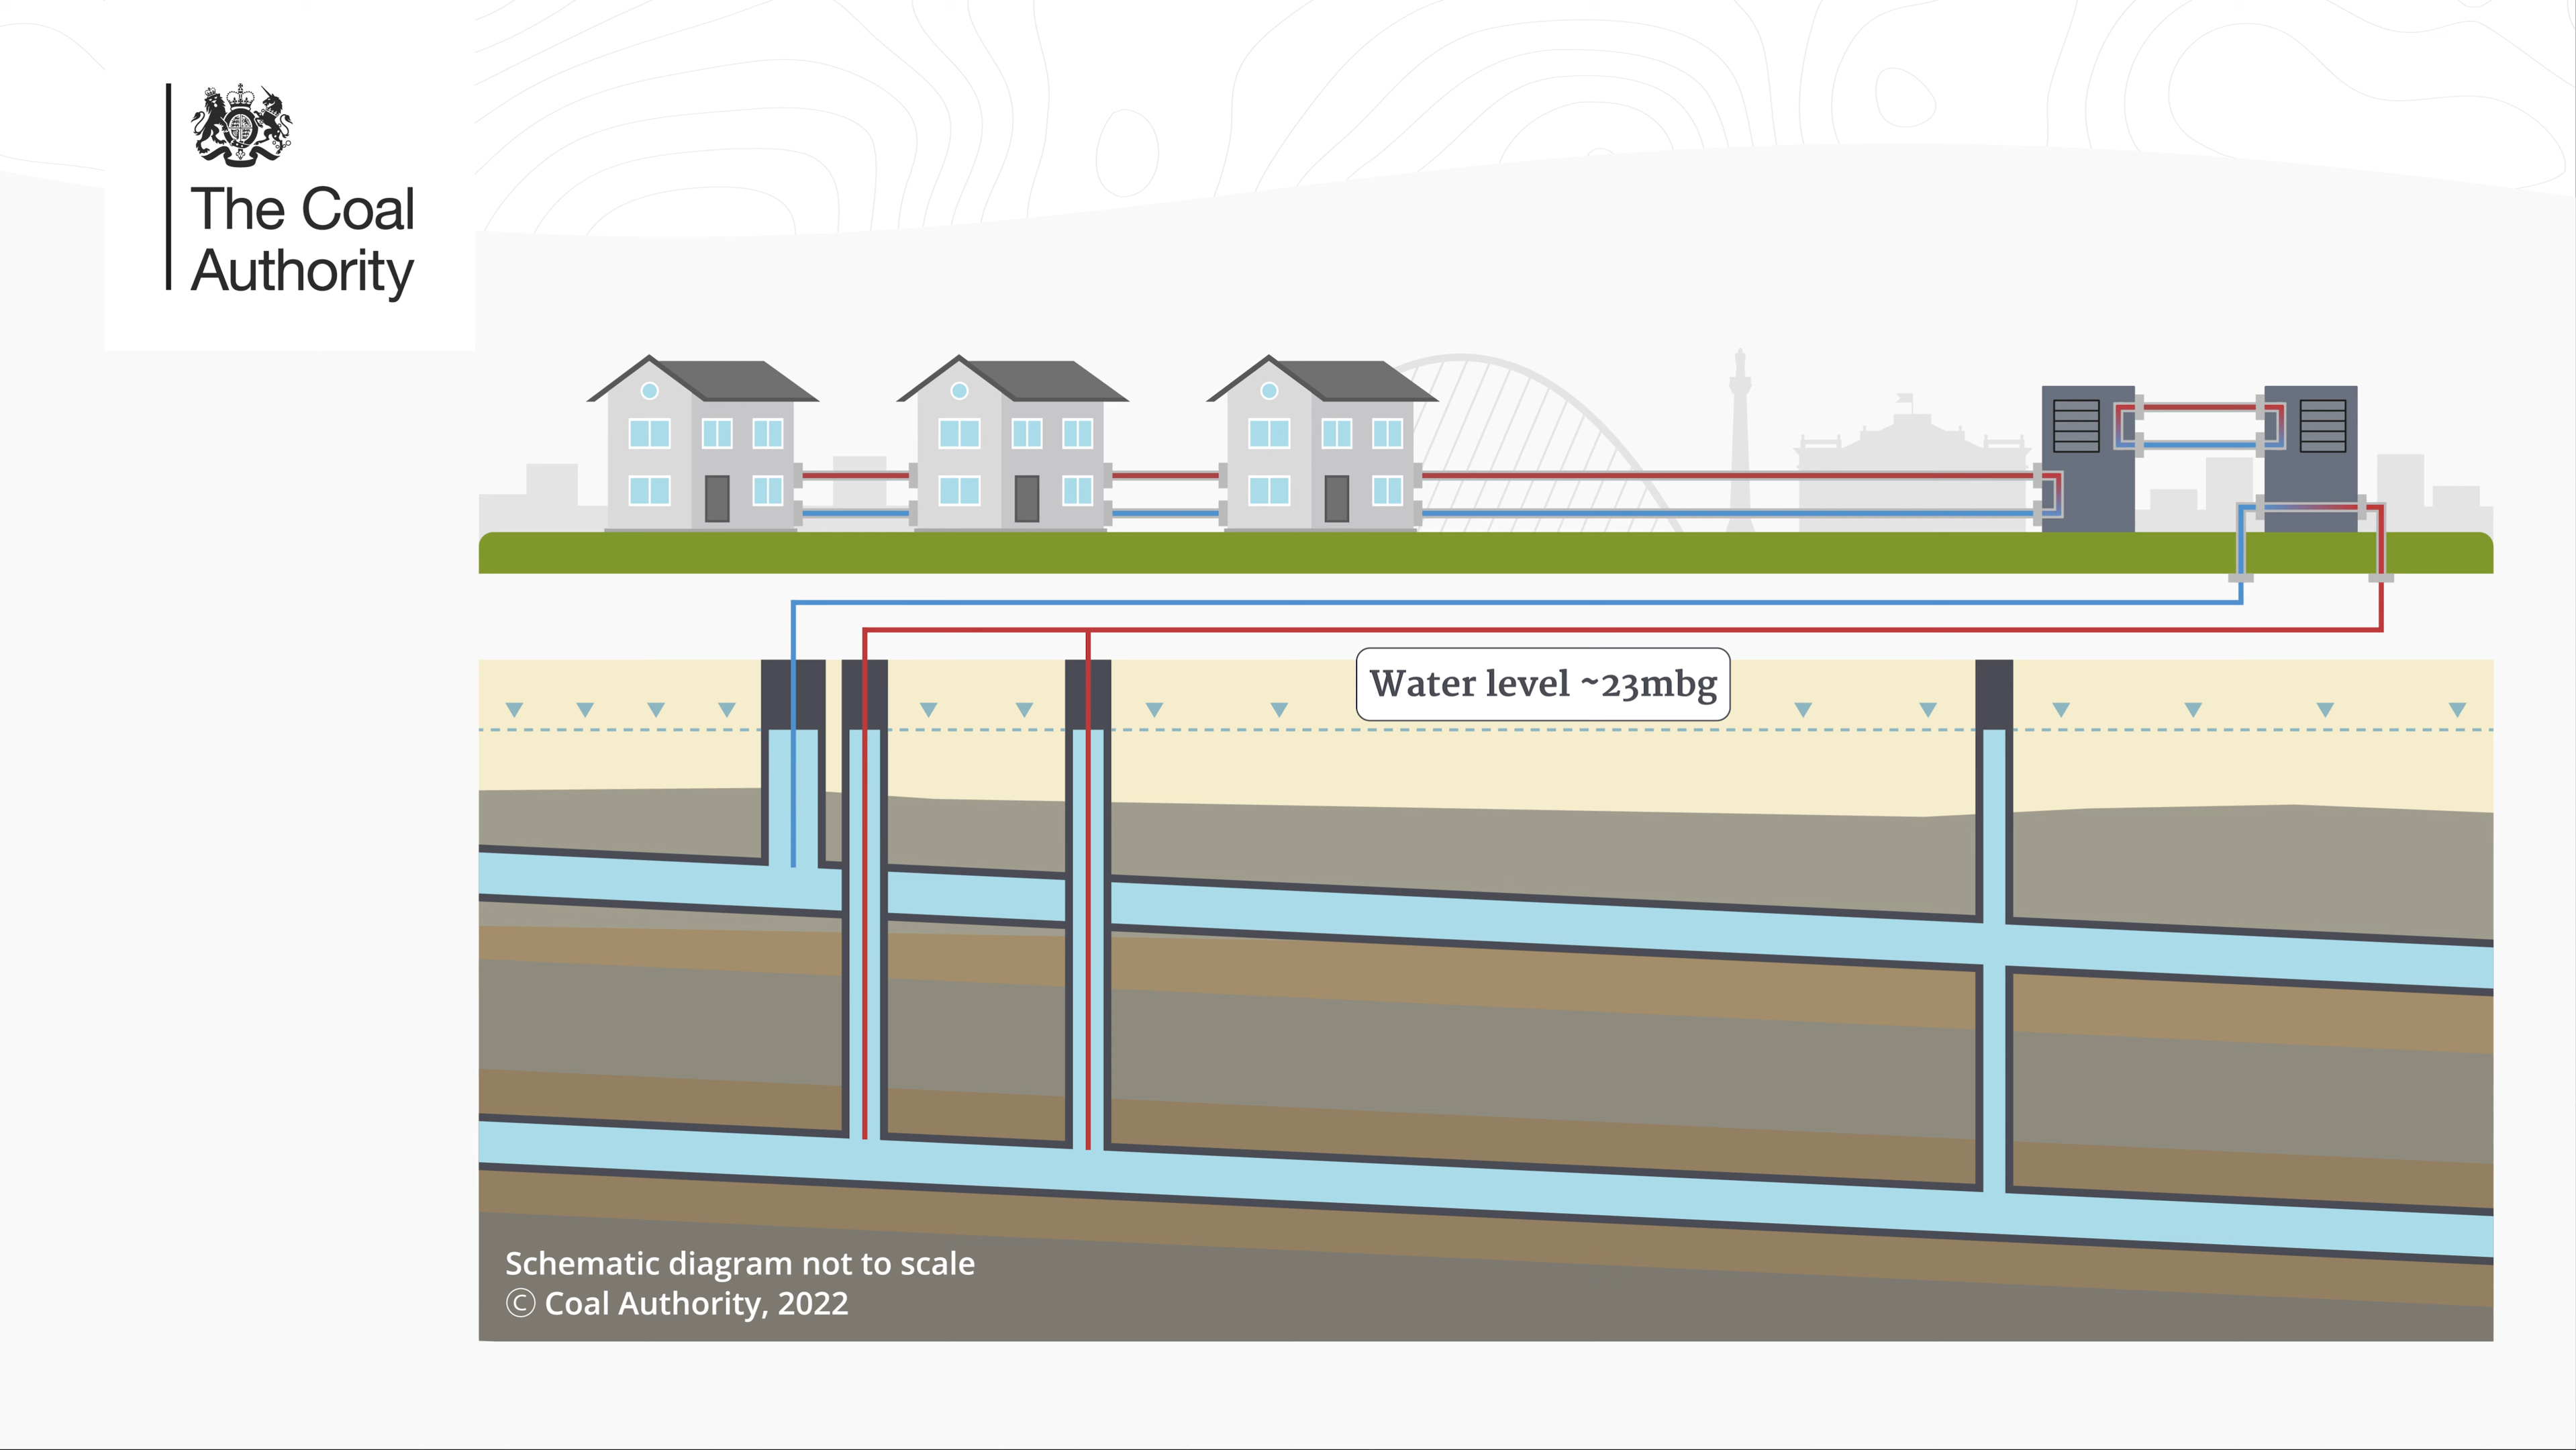 The Coal
Authority
Water level ~23mbg
Schematic diagram not to scale
© Coal Authority, 2022